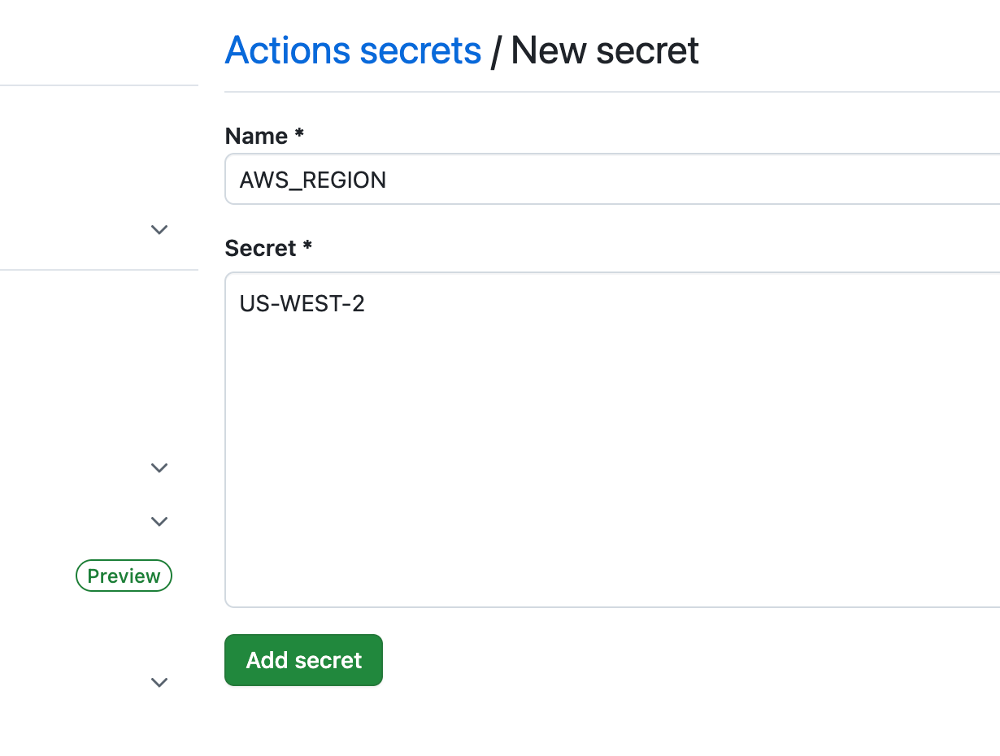 Actions secrets / New secret
Name *
AWS_REGION
Secret *
US-WEST-2
Preview
Add secret